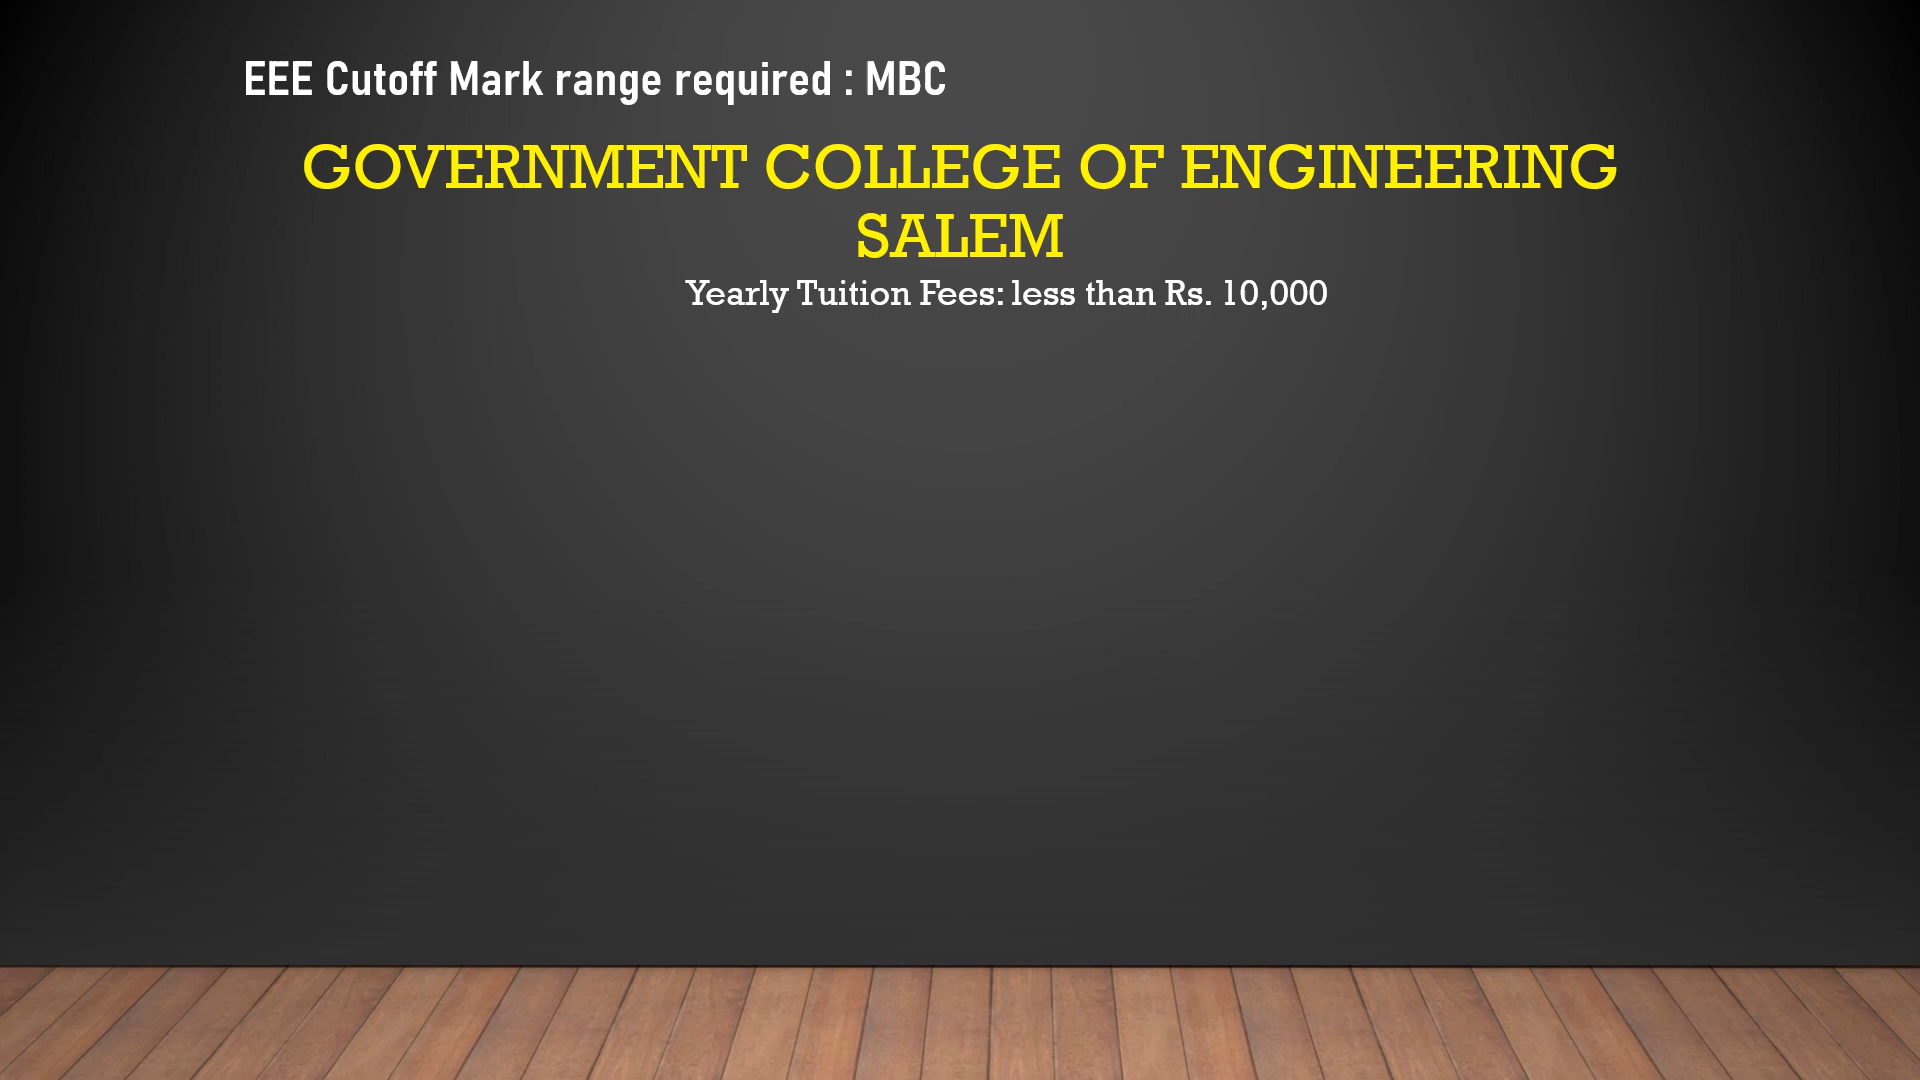 EEE Cutoff Mark range required : MBC
GOVERNMENT COLLEGE OF ENGINEERING
SALEM
Yearly Tuition Fees: less than Rs. 10,000